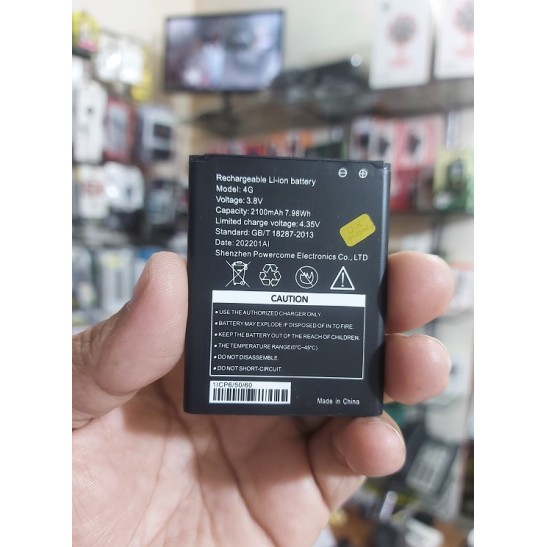 Rechargeable Li-ion battery
Model: 4G
Voltage: 3.8V
Capacity: 2100mAh 7.98Wh
Limited charge voltage: 4.35V
Standard: GB/T 18287-2013
Date: 202201AI
Shenzhen Powercome Electronics Co., LTD
CAUTION
• USE THE AUTHORIZED CHARGER ONLY
• BATTERY MAY EXPLODE IF DISPOSED OF INTO FIRE.
• KEEP THE BATTERY OUT OF THE REACH OF CHILDREN.
• THE TEMPERATURE RANGE(0°C~45°C)
• DO NOT DISASSEMBLE.
• DO NOT SHORT-CIRCUIT.
1ICP6/50/60
Made in China